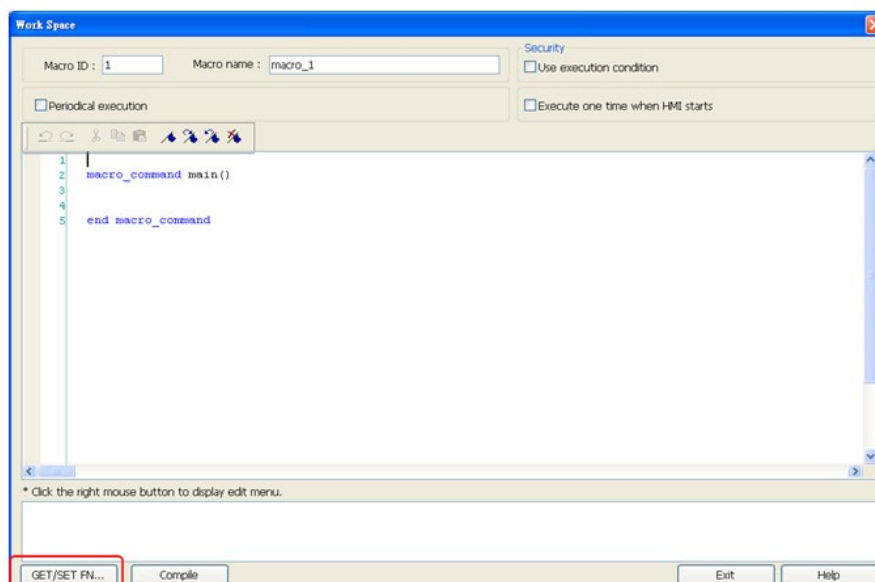 Work Space
Macro ID : 1
Macro name : macro_1
Security
Use execution condition
Periodical execution
Execute one time when HMI starts
1
2 macro_command main()
3
4
5 end macro_command
* Click the right mouse button to display edit menu.
GET/SET FN...
Compile
Exit
Help